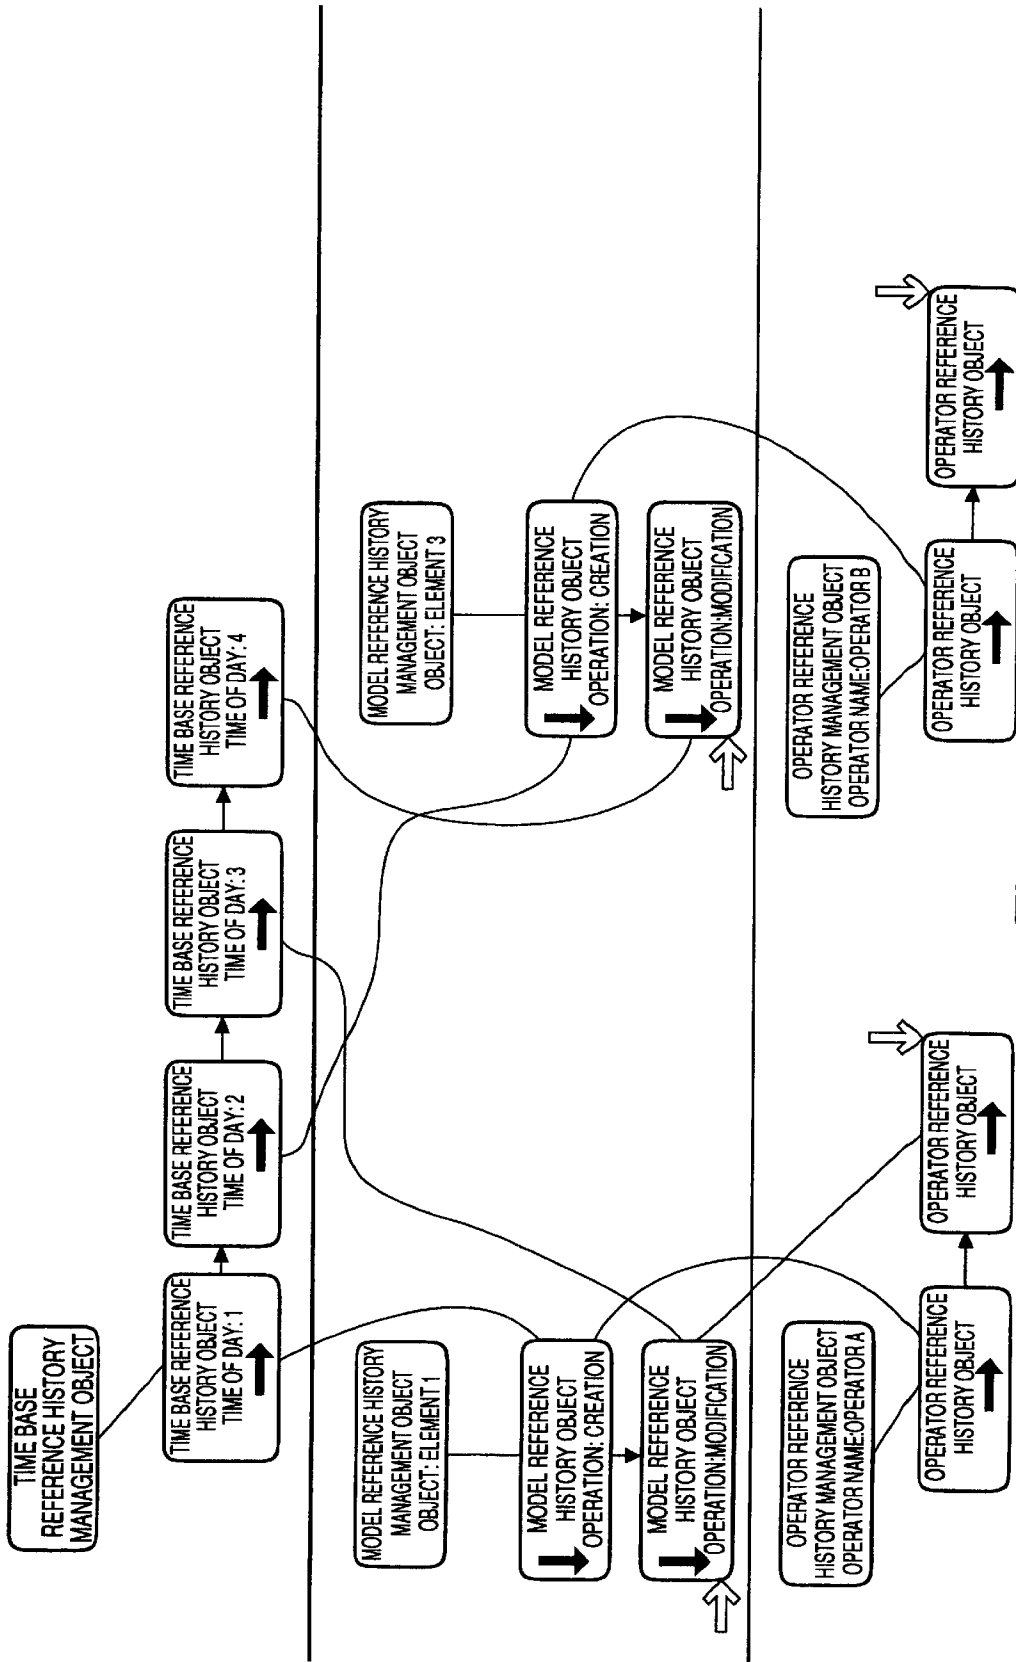 TIME BASE
REFERENCE HISTORY
MANAGEMENT OBJECT
TIME BASE REFERENCE
HISTORY OBJECT
TIME OF DAY: 1
TIME BASE REFERENCE
HISTORY OBJECT
TIME OF DAY: 2
TIME BASE REFERENCE
HISTORY OBJECT
TIME OF DAY: 3
TIME BASE REFERENCE
HISTORY OBJECT
TIME OF DAY: 4
MODEL REFERENCE HISTORY
MANAGEMENT OBJECT
OBJECT: ELEMENT 1
MODEL REFERENCE
HISTORY OBJECT
OPERATION: CREATION
MODEL REFERENCE
HISTORY OBJECT
OPERATION:MODIFICATION
MODEL REFERENCE HISTORY
MANAGEMENT OBJECT
OBJECT: ELEMENT 3
MODEL REFERENCE
HISTORY OBJECT
OPERATION: CREATION
MODEL REFERENCE
HISTORY OBJECT
OPERATION:MODIFICATION
OPERATOR REFERENCE
HISTORY MANAGEMENT OBJECT
OPERATOR NAME:OPERATOR A
OPERATOR REFERENCE
HISTORY OBJECT
OPERATOR REFERENCE
HISTORY OBJECT
OPERATOR REFERENCE
HISTORY MANAGEMENT OBJECT
OPERATOR NAME:OPERATOR B
OPERATOR REFERENCE
HISTORY OBJECT
OPERATOR REFERENCE
HISTORY OBJECT